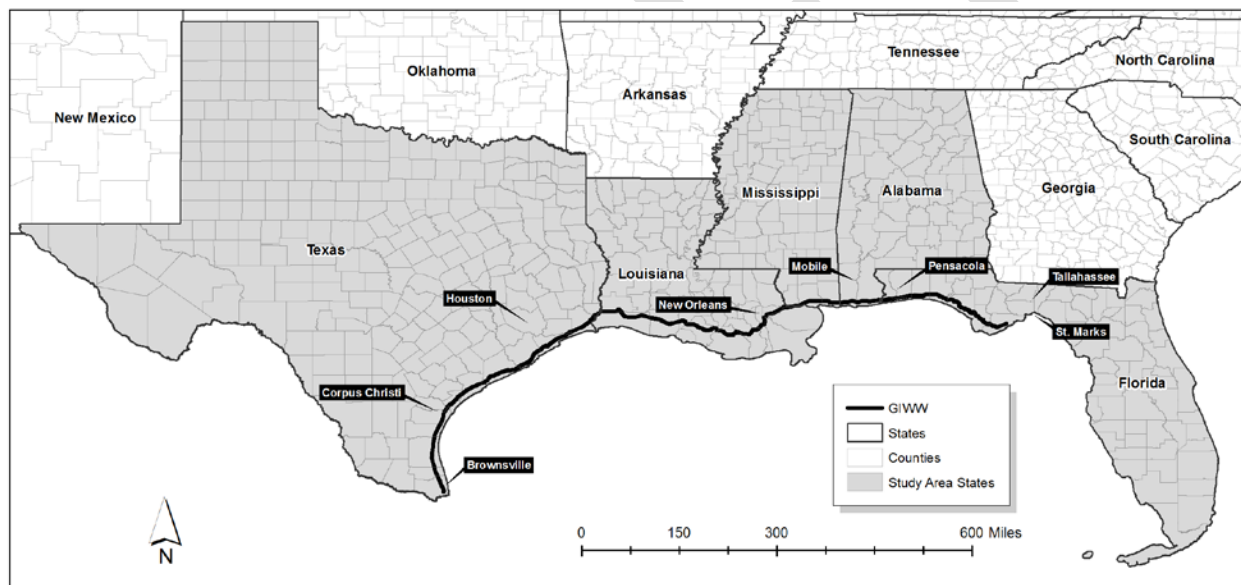 Tennessee
North Carolina
Oklahoma
Arkansas
New Mexico
South Carolina
Mississippi
Alabama
Georgia
Texas
Louisiana
Mobile
Pensacola
Tallahassee
Houston
New Orleans
St. Marks
Florida
Corpus Christi
Brownsville
GIWW
States
Counties
Study Area States
N
0 150 300 600 Miles